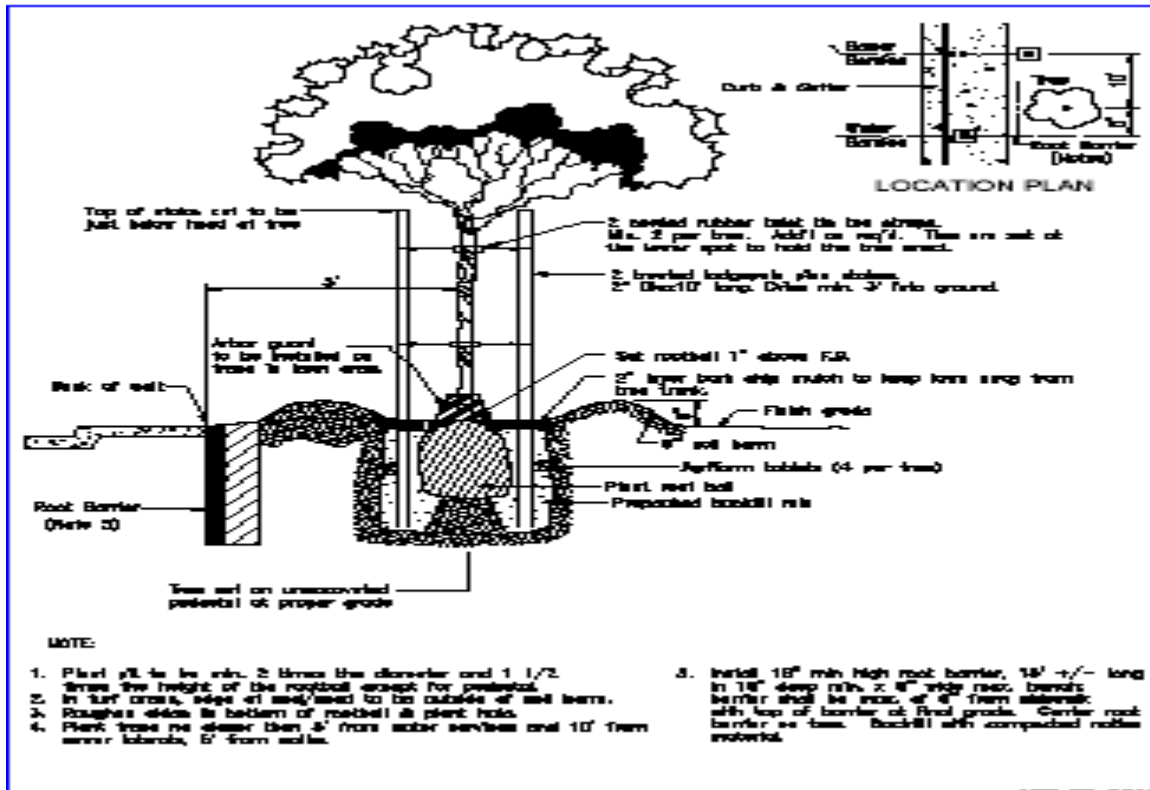 Sewer
Service
Curb & Gutter
Tree
10'
5'
Water
Service
Root Barrier
(Note5)
LOCATION PLAN
Top of stake cut to be
just below head of tree
2 rubber twist tie tree straps.
Min. 2 per tree. Add'l as req'd. Ties are set at
the lower spot to hold the tree erect.
2 treated lodgepole pine stakes.
2" Diax10' long. Drive min. 3' into ground.
Arbor guard
to be installed on
trees in lawn areas.
Set rootball 1" above F.G.
2" layer bark chip mulch to keep lawn away from
tree trunk.
Back of walk
Finish grade
soil berm
Agriform tablets (4 per tree)
Plant root ball
Prepacked backfill mix
Root Barrier
(Note 5)
Tree set on unexcavated
pedestal at proper grade
NOTE:
1. Plant pit to be min. 2 times the diameter and 1 1/2
times the height of the rootball except for pedestal.
2. In turf areas, edge of sod/seed to be outside of soil berm.
3. Roughen sides & bottom of rootball & plant hole.
4. Plant trees no closer than 5' from water services and 10' from
sewer laterals, 5' from
5. Install 18" min high root barrier, +/- long
in 18" deep min. x 6" wide max. trench.
barrier shall be max. of 6" from sidewalk
with top of barrier at final grade. Center root
barrier on tree. Backfill with compacted native
material.